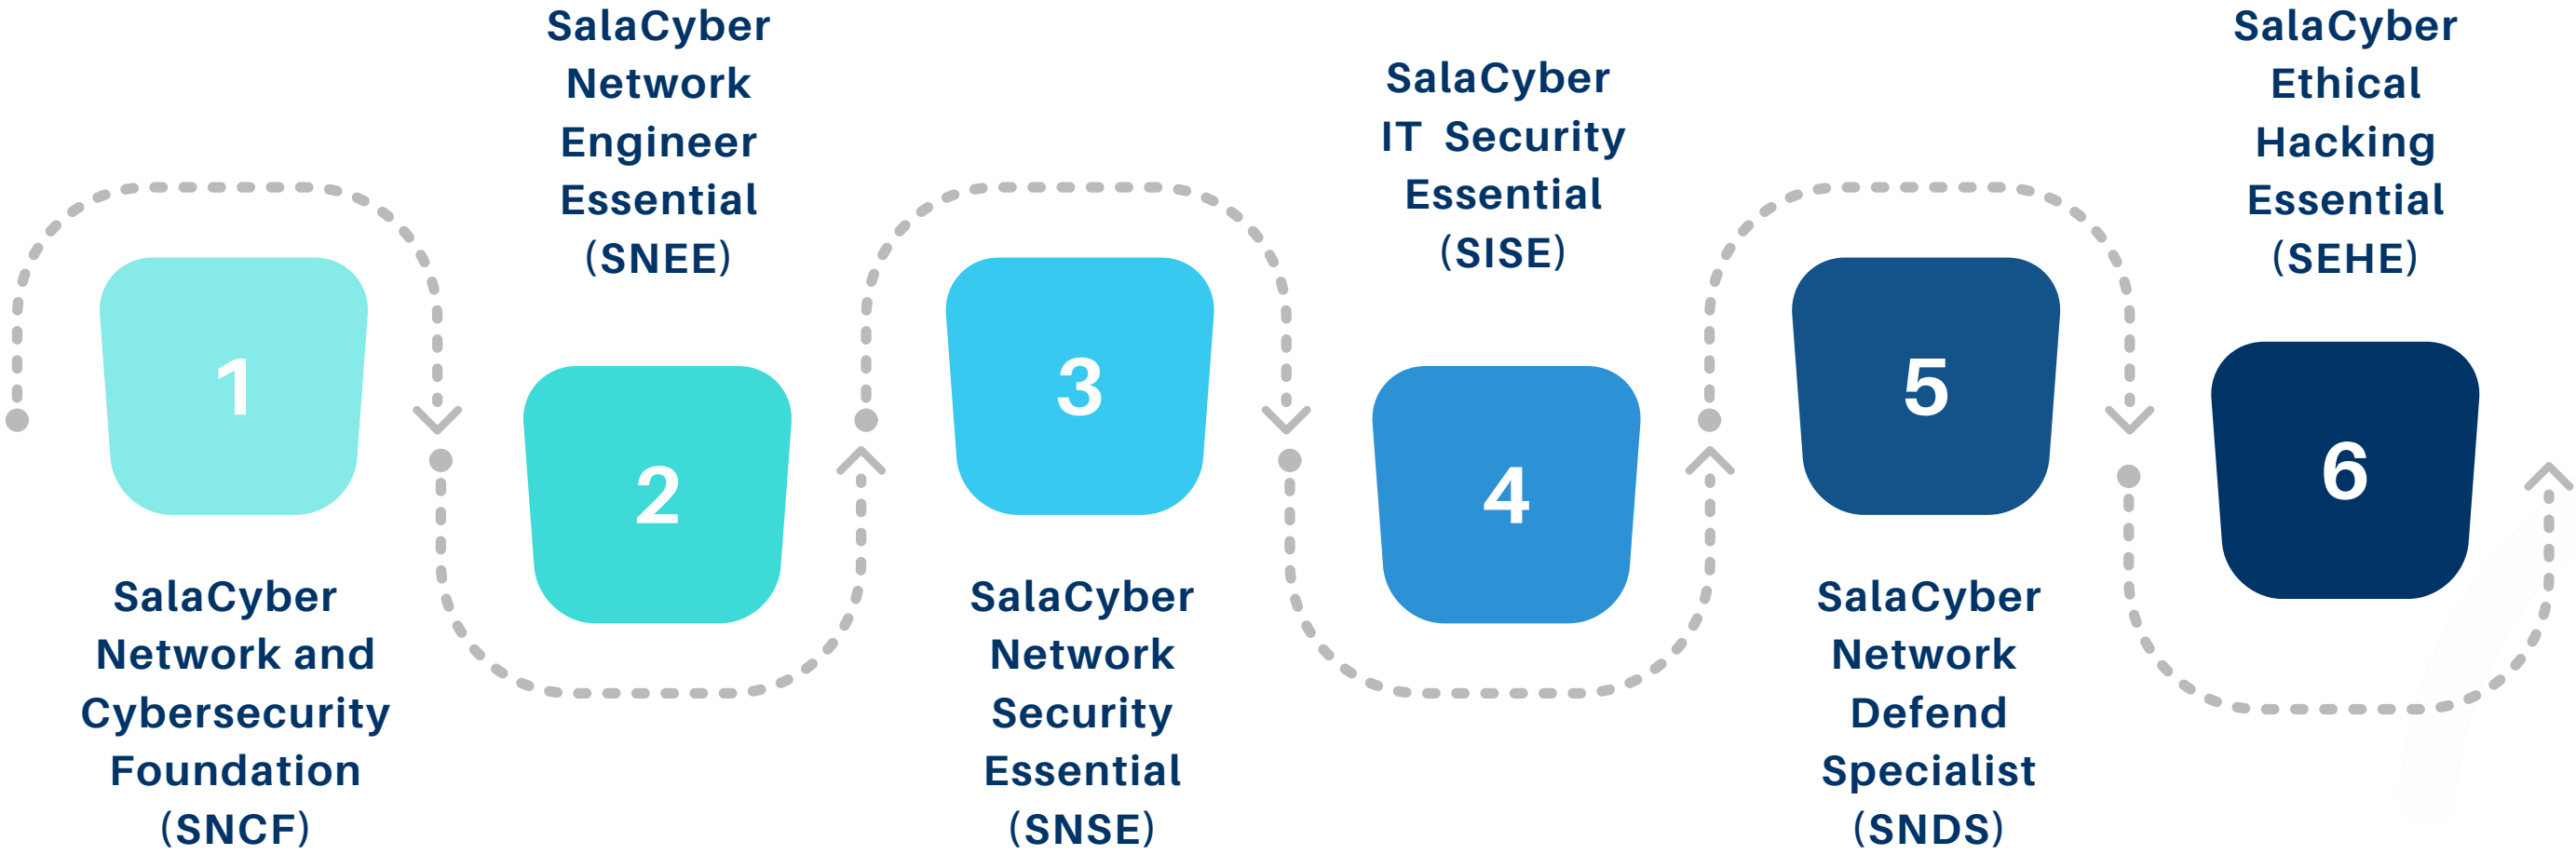 1
SalaCyber
Network and
Cybersecurity
Foundation
(SNCF)
SalaCyber
Network
Engineer
Essential
(SNEE)
2
3
SalaCyber
Network
Security
Essential
(SNSE)
SalaCyber
IT Security
Essential
(SISE)
4
5
SalaCyber
Network
Defend
Specialist
(SNDS)
SalaCyber
Ethical
Hacking
Essential
(SEHE)
6